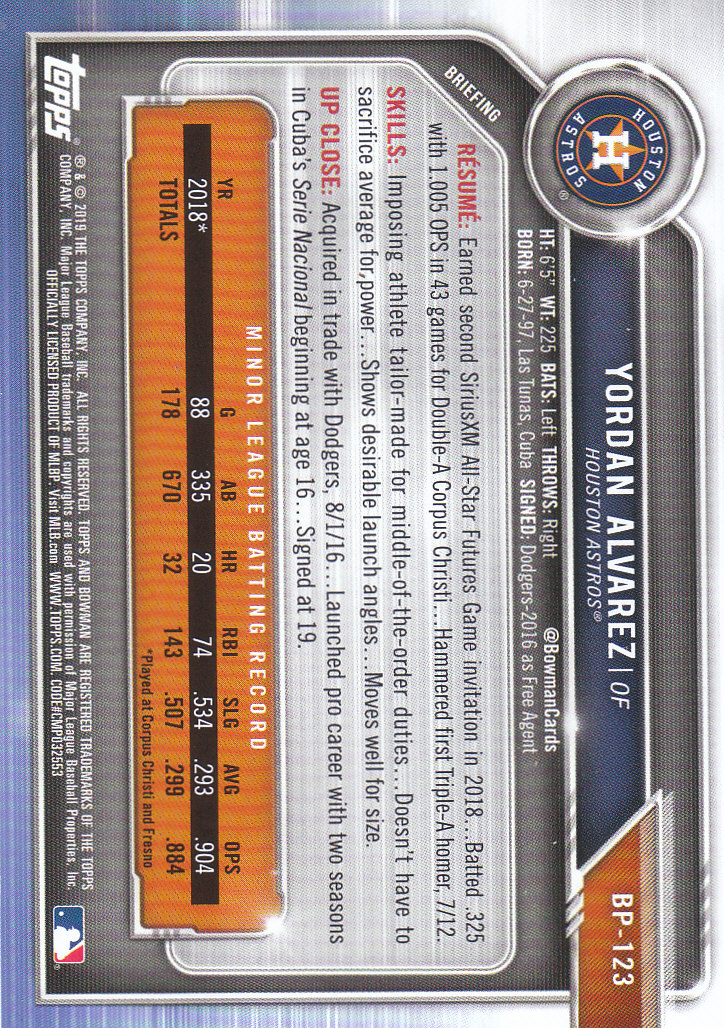 BP-123
YORDAN ALVAREZ | OF
HOUSTON ASTROS®
HOUSTON
H
ASTROS
®
@BowmanCards
HT: 6'5" WT: 225 BATS: Left THROWS: Right
BORN: 6-27-97, Las Tunas, Cuba SIGNED: Dodgers-2016 as Free Agent
BRIEFING
RÉSUMÉ: Earned second SiriusXM All-Star Futures Game invitation in 2018...Batted .325
with 1.005 OPS in 43 games for Double-A Corpus Christi...Hammered first Triple-A homer, 7/12.
SKILLS: Imposing athlete tailor-made for middle-of-the-order duties...Doesn't have to
sacrifice average for power...Shows desirable launch angles...Moves well for size.
UP CLOSE: Acquired in trade with Dodgers, 8/1/16...Launched pro career with two seasons
in Cuba's Serie Nacional beginning at age 16...Signed at 19.
MINOR LEAGUE BATTING RECORD
YR G AB HR RBI SLG AVG OPS
2018* 88 335 20 74 .534 .293 .904
TOTALS 178 670 32 143 .507 .299 .884
*Played at Corpus Christi and Fresno
topps®
® & © 2019 THE TOPPS COMPANY, INC. ALL RIGHTS RESERVED. TOPPS AND BOWMAN ARE REGISTERED TRADEMARKS OF THE TOPPS
COMPANY, INC. Major League Baseball trademarks and copyrights are used with permission of Major League Baseball Properties, Inc.
OFFICIALLY LICENSED PRODUCT OF MLBP. Visit MLB.com WWW.TOPPS.COM. CODE#CMP032553
®